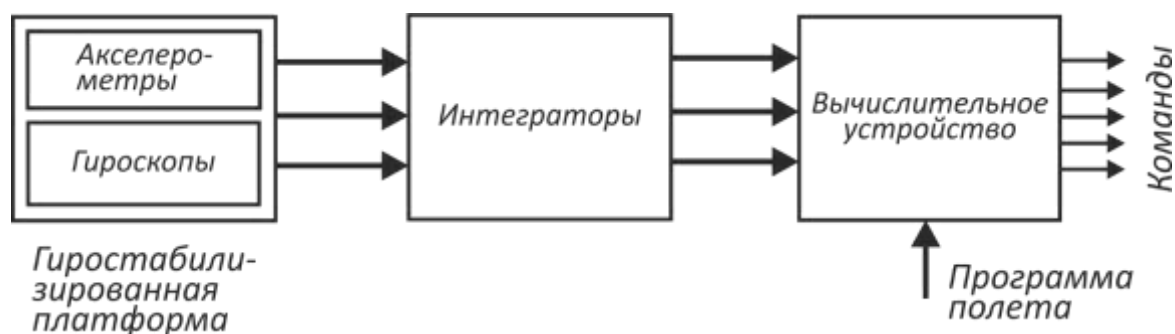 Акселеро-
метры
Гироскопы
Интеграторы
Вычислительное
устройство
Команды
Гиростабили-
зированная
платформа
Программа
полета